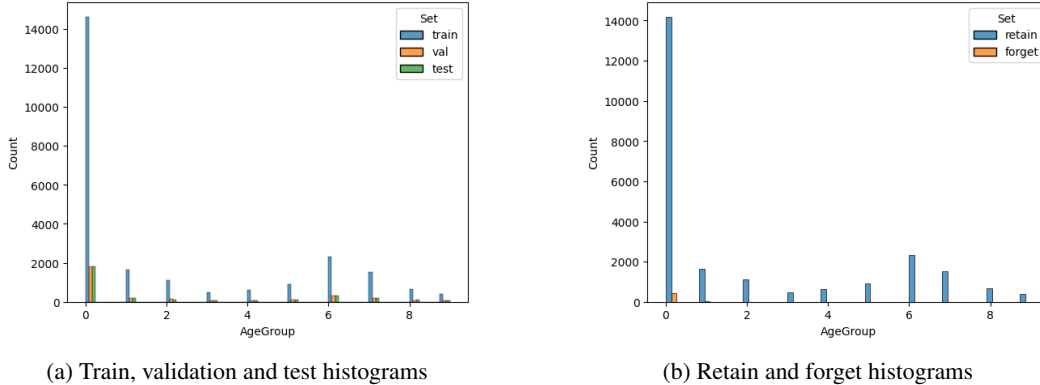 Set
train
val
test
14000
12000
10000
8000
6000
4000
2000
0
Count
0 2 4 6 8
AgeGroup
(a) Train, validation and test histograms
Set
retain
forget
14000
12000
10000
8000
6000
4000
2000
0
Count
0 2 4 6 8
AgeGroup
(b) Retain and forget histograms